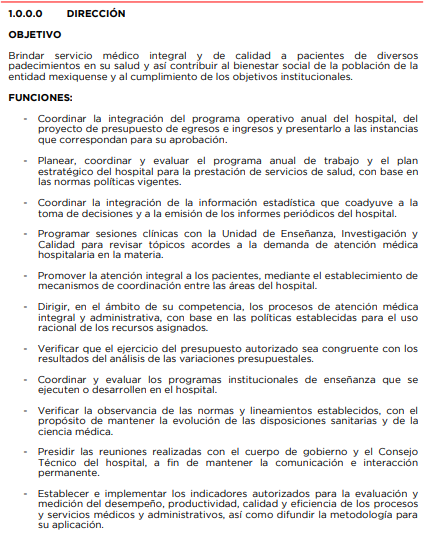 1.0.0.0 DIRECCIÓN
OBJETIVO
Brindar servicio médico integral y de calidad a pacientes de diversos
padecimientos en su salud y así contribuir al bienestar social de la población de la
entidad mexiquense y al cumplimiento de los objetivos institucionales.
FUNCIONES:
- Coordinar la integración del programa operativo anual del hospital, del
proyecto de presupuesto de egresos e ingresos y presentarlo a las instancias
que correspondan para su aprobación.
- Planear, coordinar y evaluar el programa anual de trabajo y el plan
estratégico del hospital para la prestación de servicios de salud, con base en
las normas políticas vigentes.
- Coordinar la integración de la información estadística que coadyuve a la
toma de decisiones y a la emisión de los informes periódicos del hospital.
- Programar sesiones clínicas con la Unidad de Enseñanza, Investigación y
Calidad para revisar tópicos acordes a la demanda de atención médica
hospitalaria en la materia.
- Promover la atención integral a los pacientes, mediante el establecimiento de
mecanismos de coordinación entre las áreas del hospital.
- Dirigir, en el ámbito de su competencia, los procesos de atención médica
integral y administrativa, con base en las políticas establecidas para el uso
racional de los recursos asignados.
- Verificar que el ejercicio del presupuesto autorizado sea congruente con los
resultados del análisis de las variaciones presupuestales.
- Coordinar y evaluar los programas institucionales de enseñanza que se
ejecuten o desarrollen en el hospital.
- Verificar la observancia de las normas y lineamientos establecidos, con el
propósito de mantener la evolución de las disposiciones sanitarias y de la
ciencia médica.
- Presidir las reuniones realizadas con el cuerpo de gobierno y el Consejo
Técnico del hospital, a fin de mantener la comunicación e interacción
permanente.
- Establecer e implementar los indicadores autorizados para la evaluación y
medición del desempeño, productividad, calidad y eficiencia de los procesos
y servicios médicos y administrativos, así como difundir la metodología para
su aplicación.